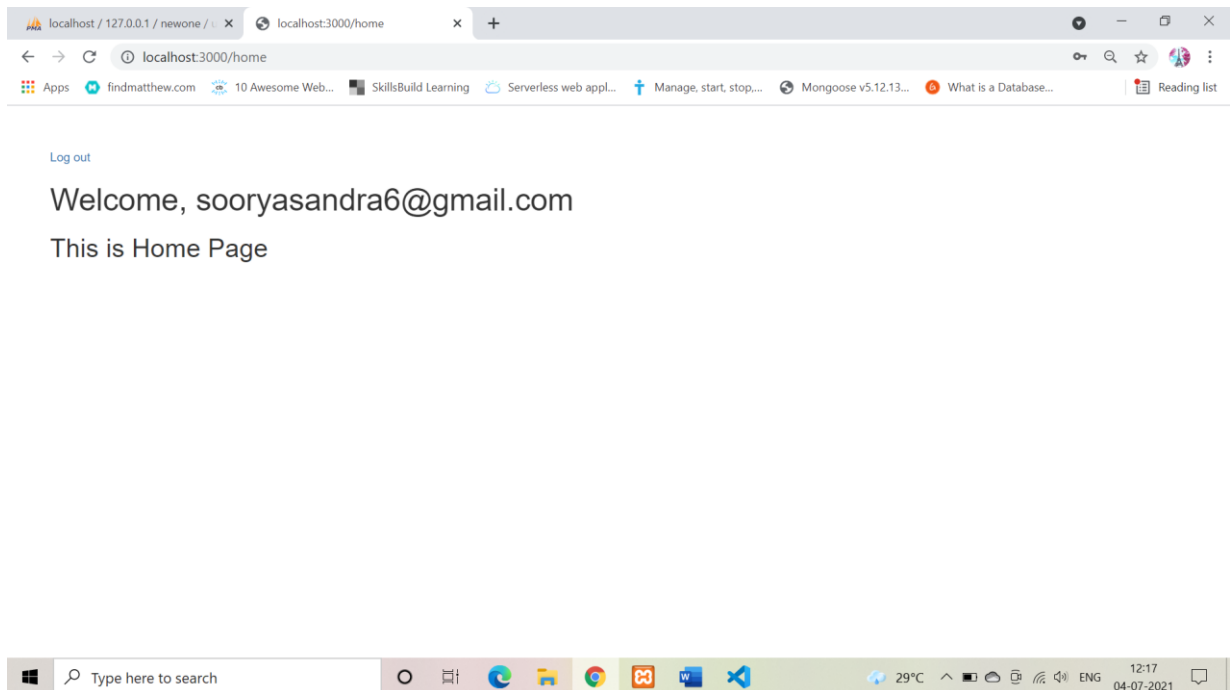 localhost / 127.0.0.1 / newone / u
localhost:3000/home
localhost:3000/home
Apps
findmatthew.com
10 Awesome Web...
SkillsBuild Learning
Serverless web appl...
Manage, start, stop,...
Mongoose v5.12.13...
What is a Database...
Reading list
Log out
Welcome, sooryasandra6@gmail.com
This is Home Page
Type here to search
29°C
ENG
12:17
04-07-2021